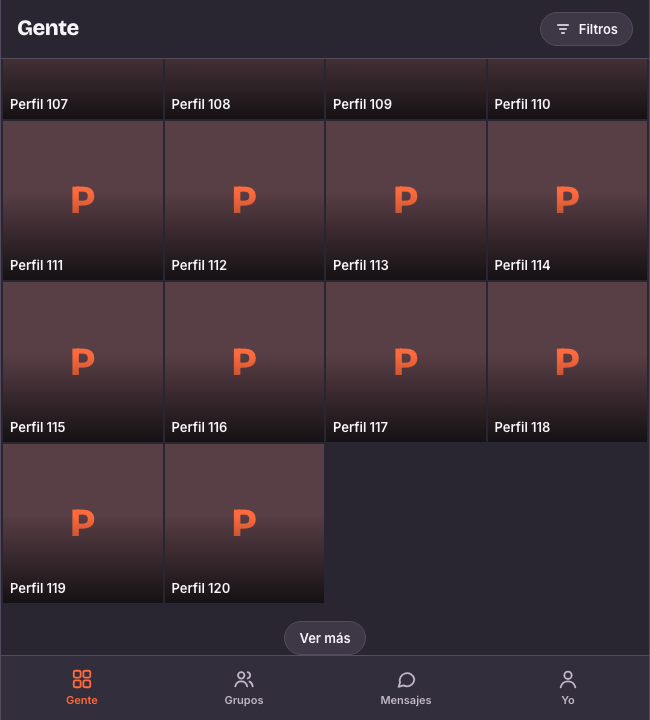 Gente
Filtros
Perfil 107
Perfil 108
Perfil 109
Perfil 110
P
P
P
P
Perfil 111
Perfil 112
Perfil 113
Perfil 114
P
P
P
P
Perfil 115
Perfil 116
Perfil 117
Perfil 118
P
P
Perfil 119
Perfil 120
Ver más
Gente
Grupos
Mensajes
Yo